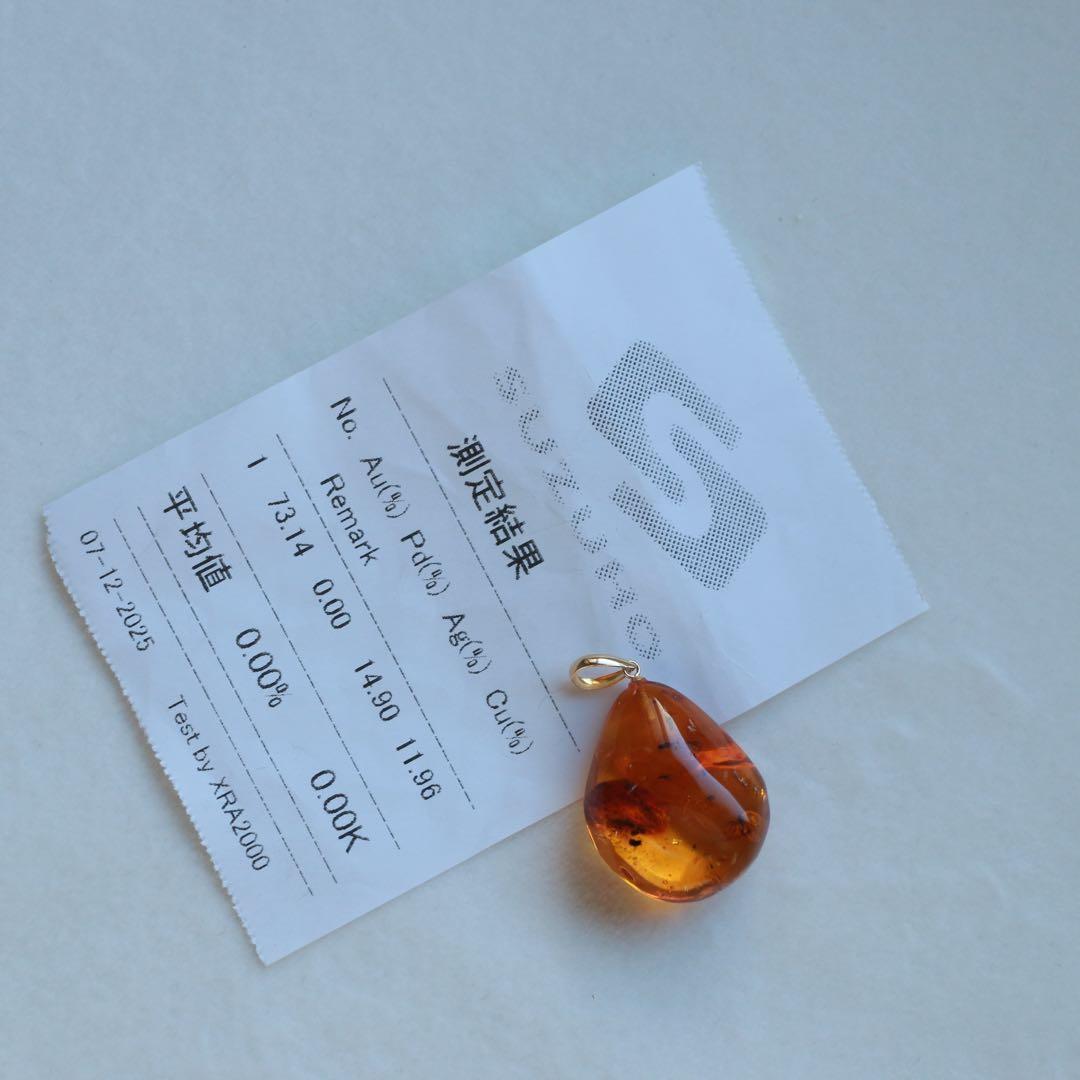 S
SUZUHO
測定結果
No. Au(%) Pd(%) Ag(%) Cu(%)
Remark
1 73.14 0.00 14.90 11.96
平均値 0.00% 0.00K
07-12-2025 Test by XRA2000